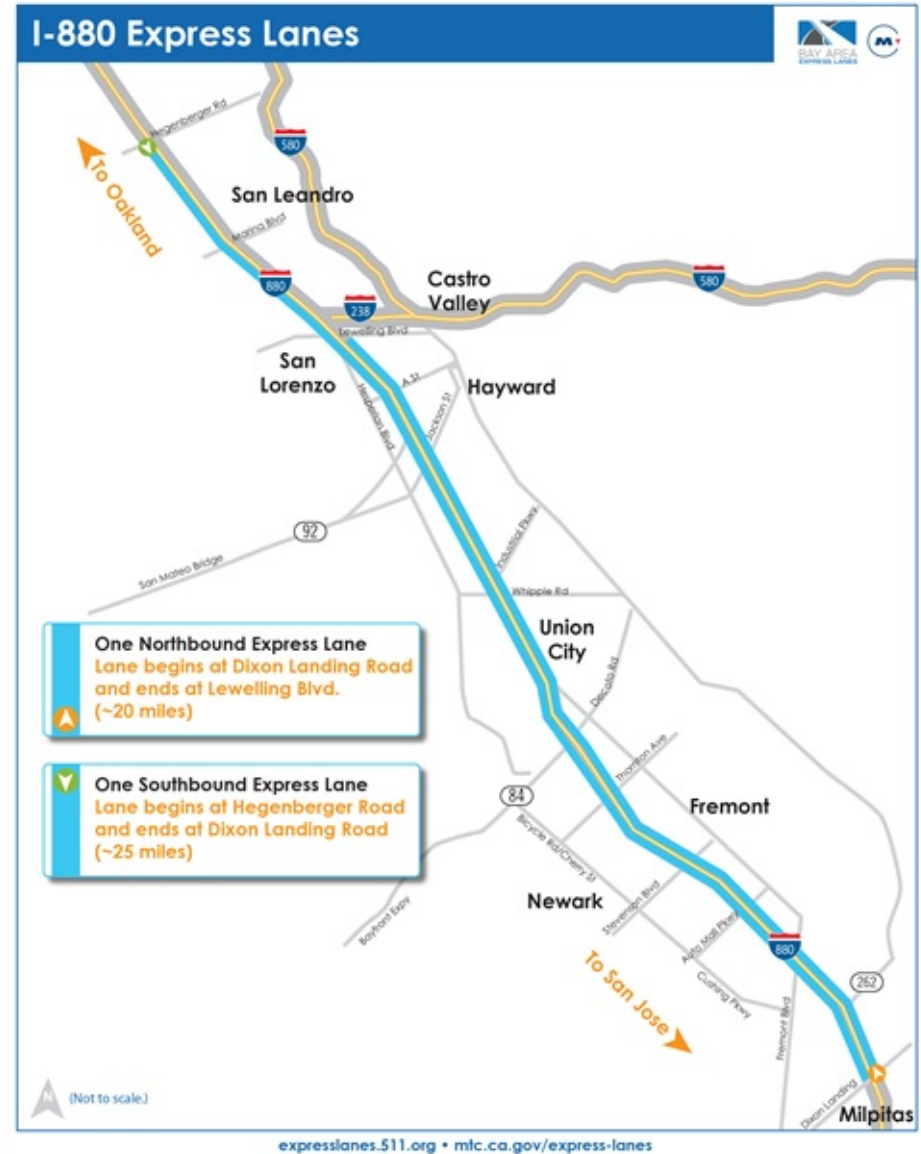 I-880 Express Lanes
BAY AREA
EXPRESS LANES
M
Hegenberger Rd
580
To Oakland
San Leandro
Marina Blvd
880
Castro
Valley
580
238
Lewelling Blvd
San
Lorenzo
A St
Hayward
Hesperian Blvd
Jackson St
92
San Mateo Bridge
Industrial Pkwy
Whipple Rd
One Northbound Express Lane
Lane begins at Dixon Landing Road
and ends at Lewelling Blvd.
(~20 miles)
Union
City
Decoto Rd
One Southbound Express Lane
Lane begins at Hegenberger Road
and ends at Dixon Landing Road
(~25 miles)
Thornton Ave
84
Fremont
Bicycle Rd/Cherry St
Newark
Stevenson Blvd
Bayfront Expy
Auto Mall Pkwy
880
To San Jose
Cushing Pkwy
262
Fremont Blvd
N
(Not to scale.)
Dixon Landing
Milpitas
expresslanes.511.org • mtc.ca.gov/express-lanes